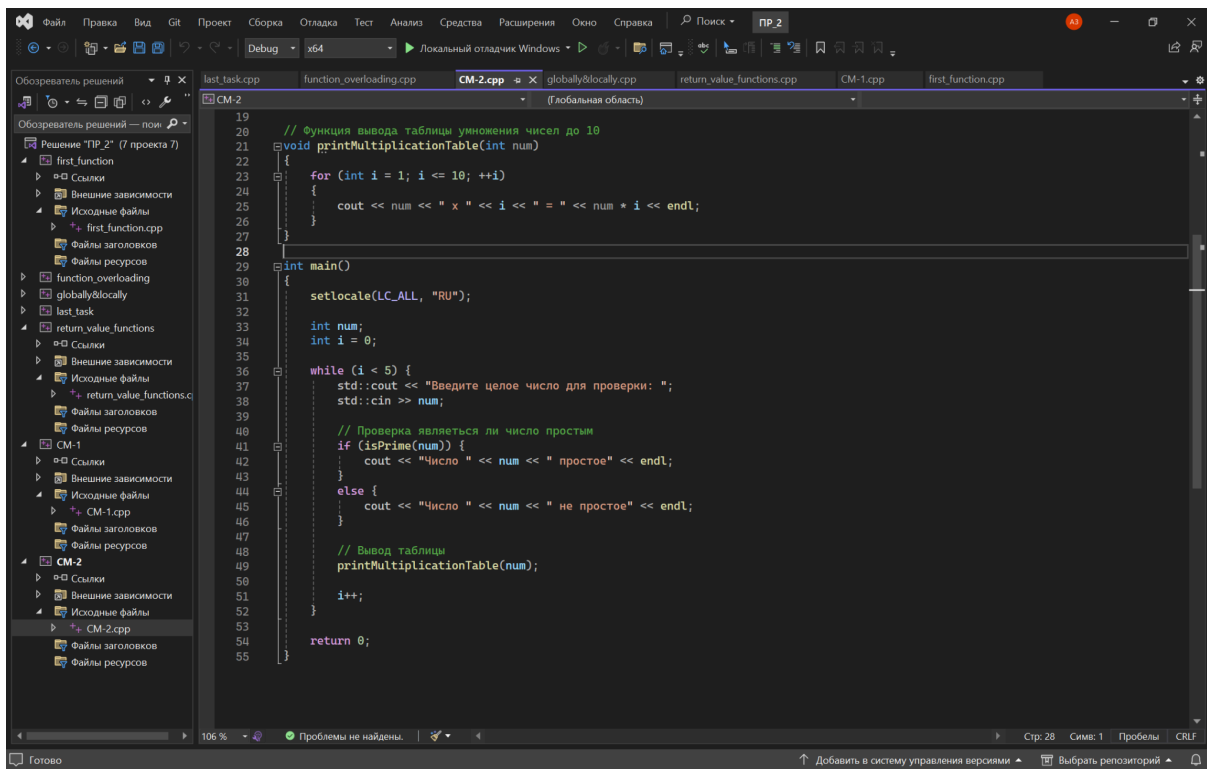 Файл Правка Вид Git Проект Сборка Отладка Тест Анализ Средства Расширения Окно Справка Поиск ПР_2 АЗ
Debug x64 Локальный отладчик Windows
Обозреватель решений
Обозреватель решений — пои
Решение "ПР_2" (7 проекта 7)
first_function
Ссылки
Внешние зависимости
Исходные файлы
first_function.cpp
Файлы заголовков
Файлы ресурсов
function_overloading
globally&locally
last_task
return_value_functions
Ссылки
Внешние зависимости
Исходные файлы
return_value_functions.c
Файлы заголовков
Файлы ресурсов
CM-1
Ссылки
Внешние зависимости
Исходные файлы
CM-1.cpp
Файлы заголовков
Файлы ресурсов
CM-2
Ссылки
Внешние зависимости
Исходные файлы
CM-2.cpp
Файлы заголовков
Файлы ресурсов
last_task.cpp function_overloading.cpp CM-2.cpp globally&locally.cpp return_value_functions.cpp CM-1.cpp first_function.cpp
CM-2 (Глобальная область)
19
20 // Функция вывода таблицы умножения чисел до 10
21 void printMultiplicationTable(int num)
22 {
23 for (int i = 1; i <= 10; ++i)
24 {
25 cout << num << " x " << i << " = " << num * i << endl;
26 }
27 }
28
29 int main()
30 {
31 setlocale(LC_ALL, "RU");
32
33 int num;
34 int i = 0;
35
36 while (i < 5) {
37 std::cout << "Введите целое число для проверки: ";
38 std::cin >> num;
39
40 // Проверка являеться ли число простым
41 if (isPrime(num)) {
42 cout << "Число " << num << " простое" << endl;
43 }
44 else {
45 cout << "Число " << num << " не простое" << endl;
46 }
47
48 // Вывод таблицы
49 printMultiplicationTable(num);
50
51 i++;
52 }
53
54 return 0;
55 }
106 % Проблемы не найдены. Стр: 28 Симв: 1 Пробелы CRLF
Готово Добавить в систему управления версиями Выбрать репозиторий